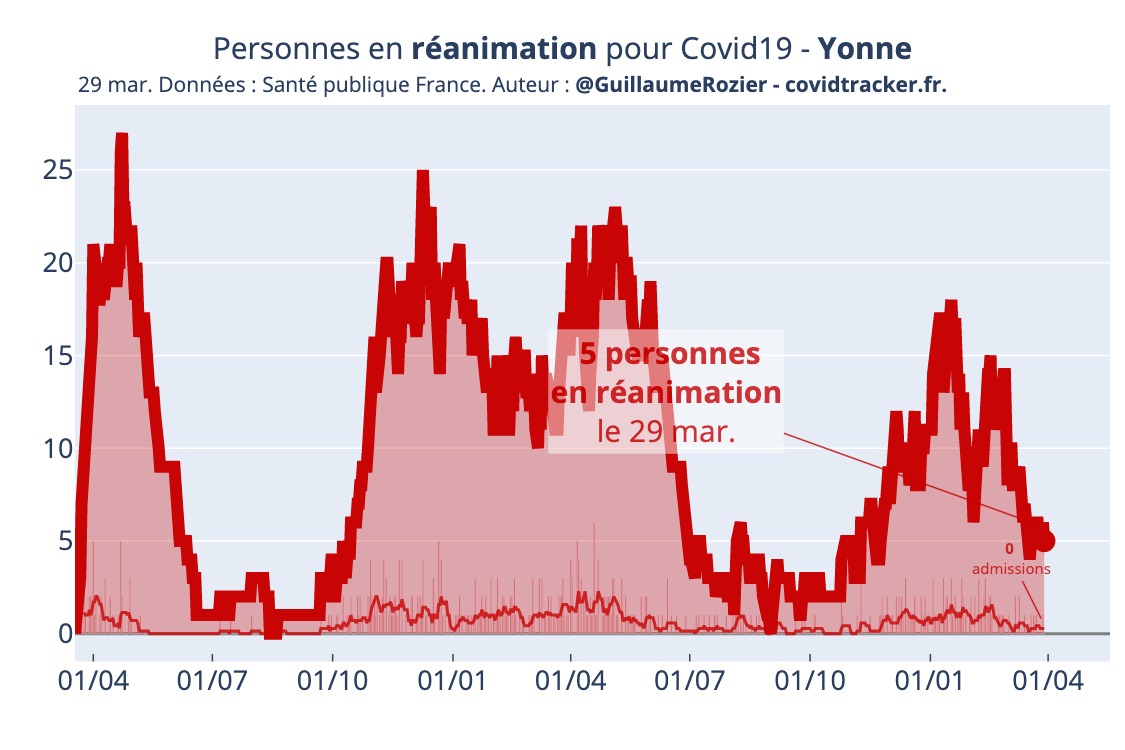 Personnes en réanimation pour Covid19 - Yonne
29 mar. Données : Santé publique France. Auteur : @GuillaumeRozier - covidtracker.fr.
25
20
15
10
5
0
5 personnes
en réanimation
le 29 mar.
0
admissions
01/04 01/07 01/10 01/01 01/04 01/07 01/10 01/01 01/04